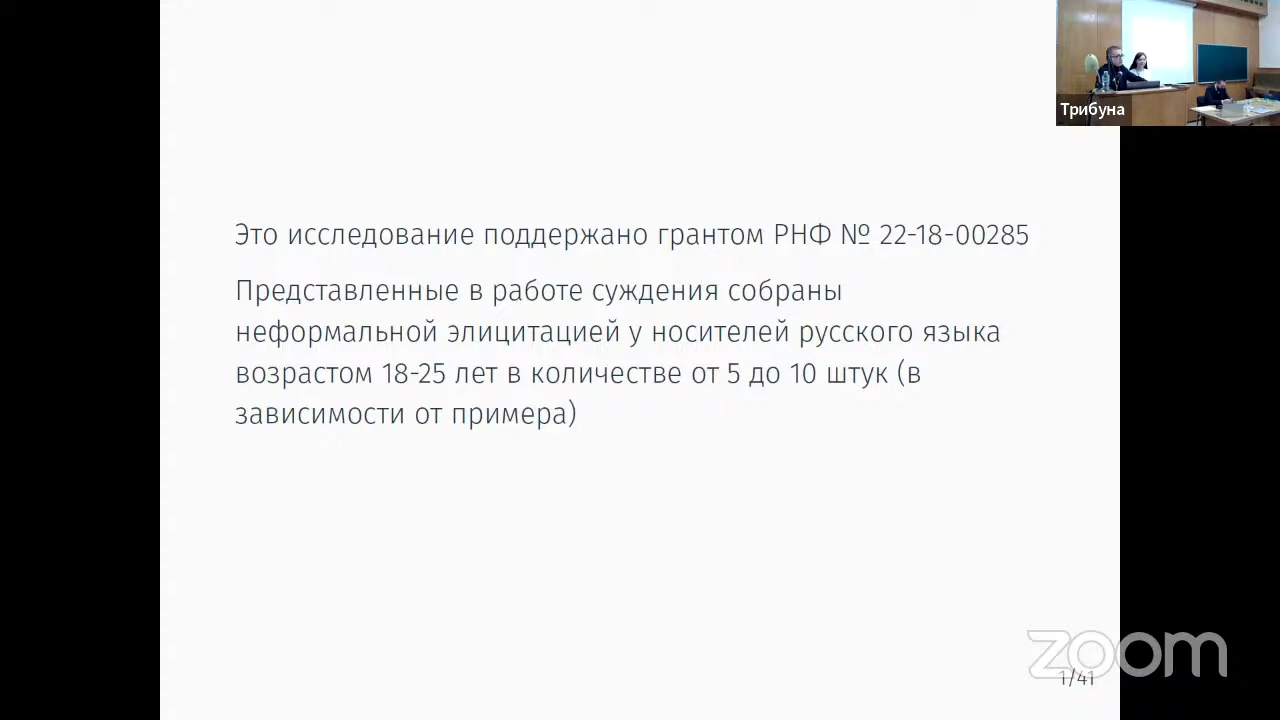 Трибуна
Это исследование поддержано грантом РНФ № 22-18-00285
Представленные в работе суждения собраны
неформальной элицитацией у носителей русского языка
возрастом 18-25 лет в количестве от 5 до 10 штук (в
зависимости от примера)
zoom
1/41